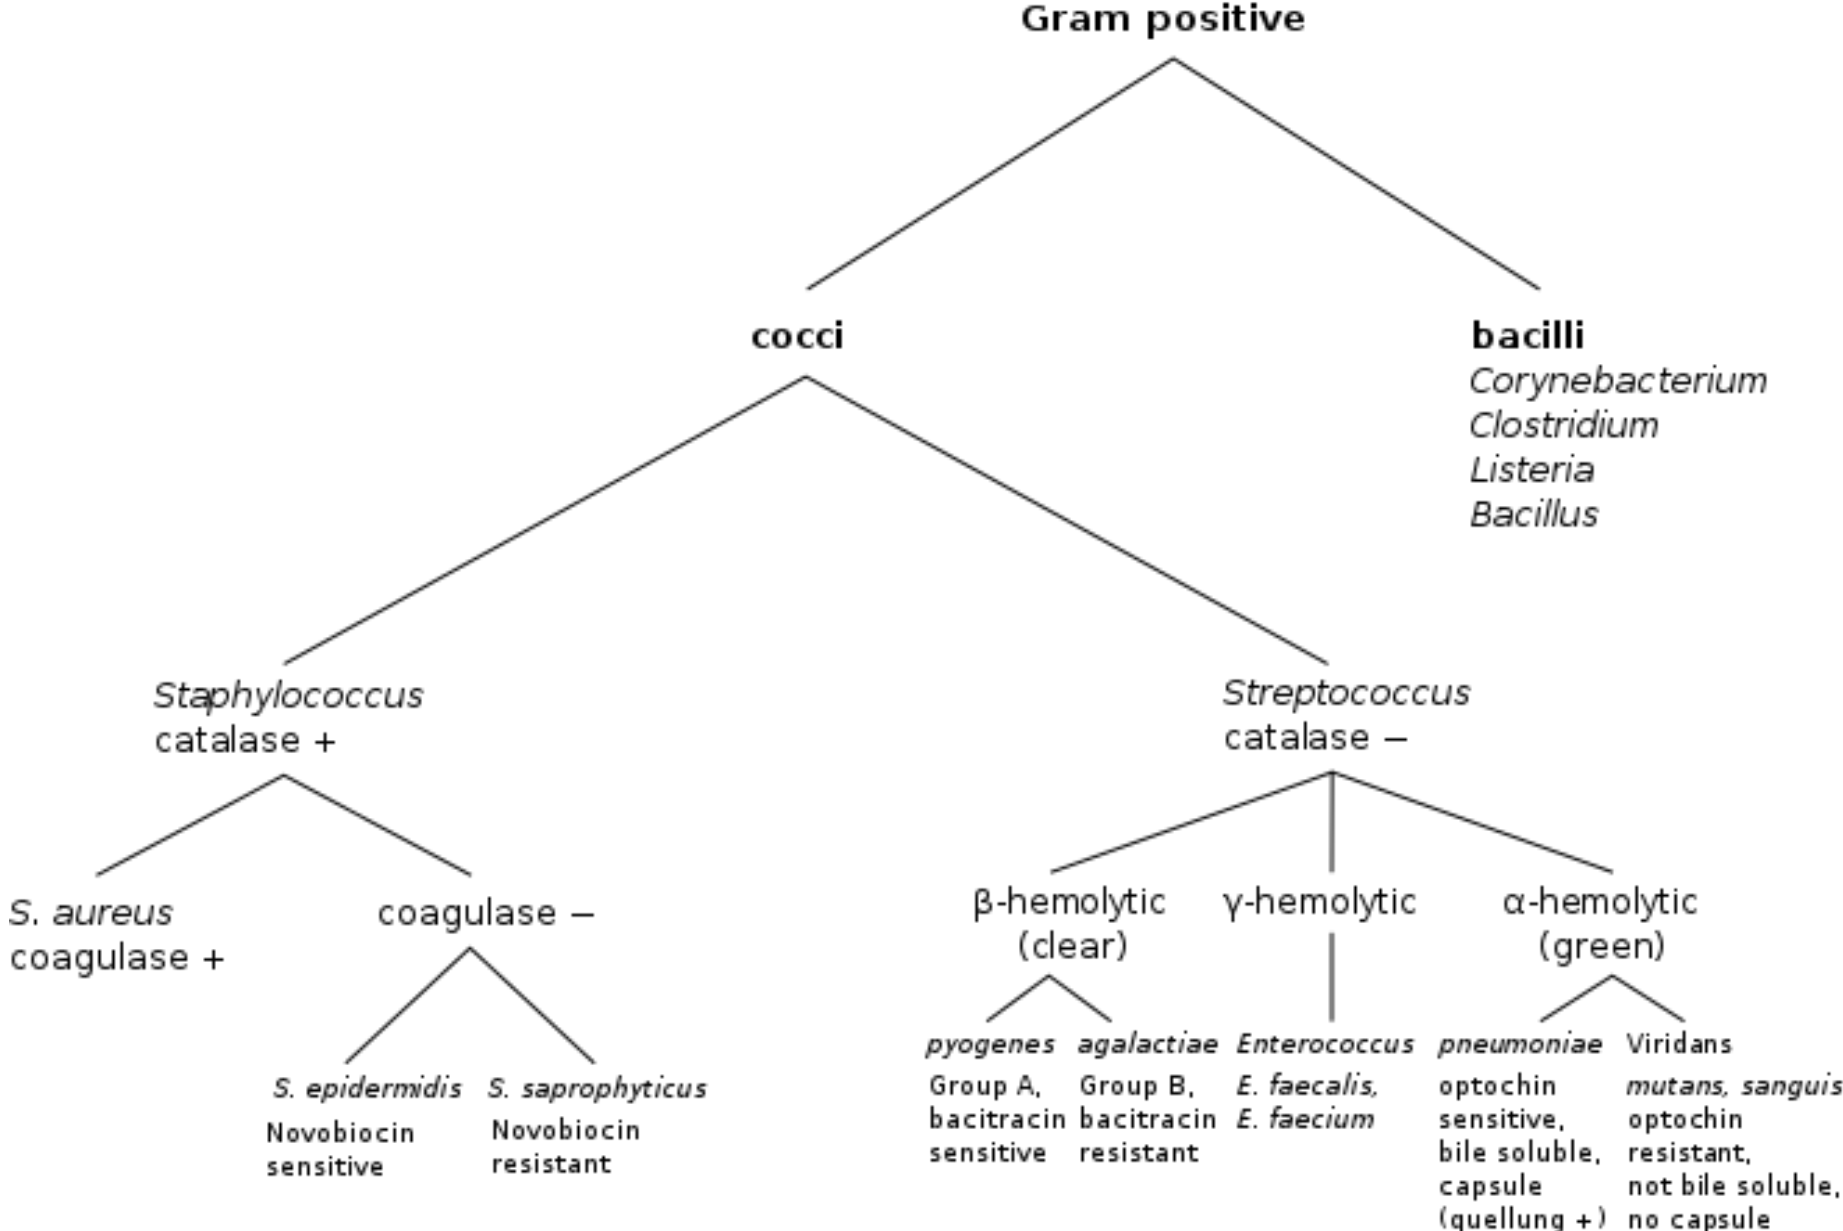 Gram positive
cocci
bacilli
Corynebacterium
Clostridium
Listeria
Bacillus
Staphylococcus
catalase +
Streptococcus
catalase −
S. aureus
coagulase +
coagulase −
S. epidermidis
Novobiocin
sensitive
S. saprophyticus
Novobiocin
resistant
β-hemolytic
(clear)
γ-hemolytic
α-hemolytic
(green)
pyogenes
Group A,
bacitracin
sensitive
agalactiae
Group B,
bacitracin
resistant
Enterococcus
E. faecalis,
E. faecium
pneumoniae
optochin
sensitive,
bile soluble,
capsule
(quellung +)
Viridans
mutans, sanguis
optochin
resistant,
not bile soluble,
no capsule